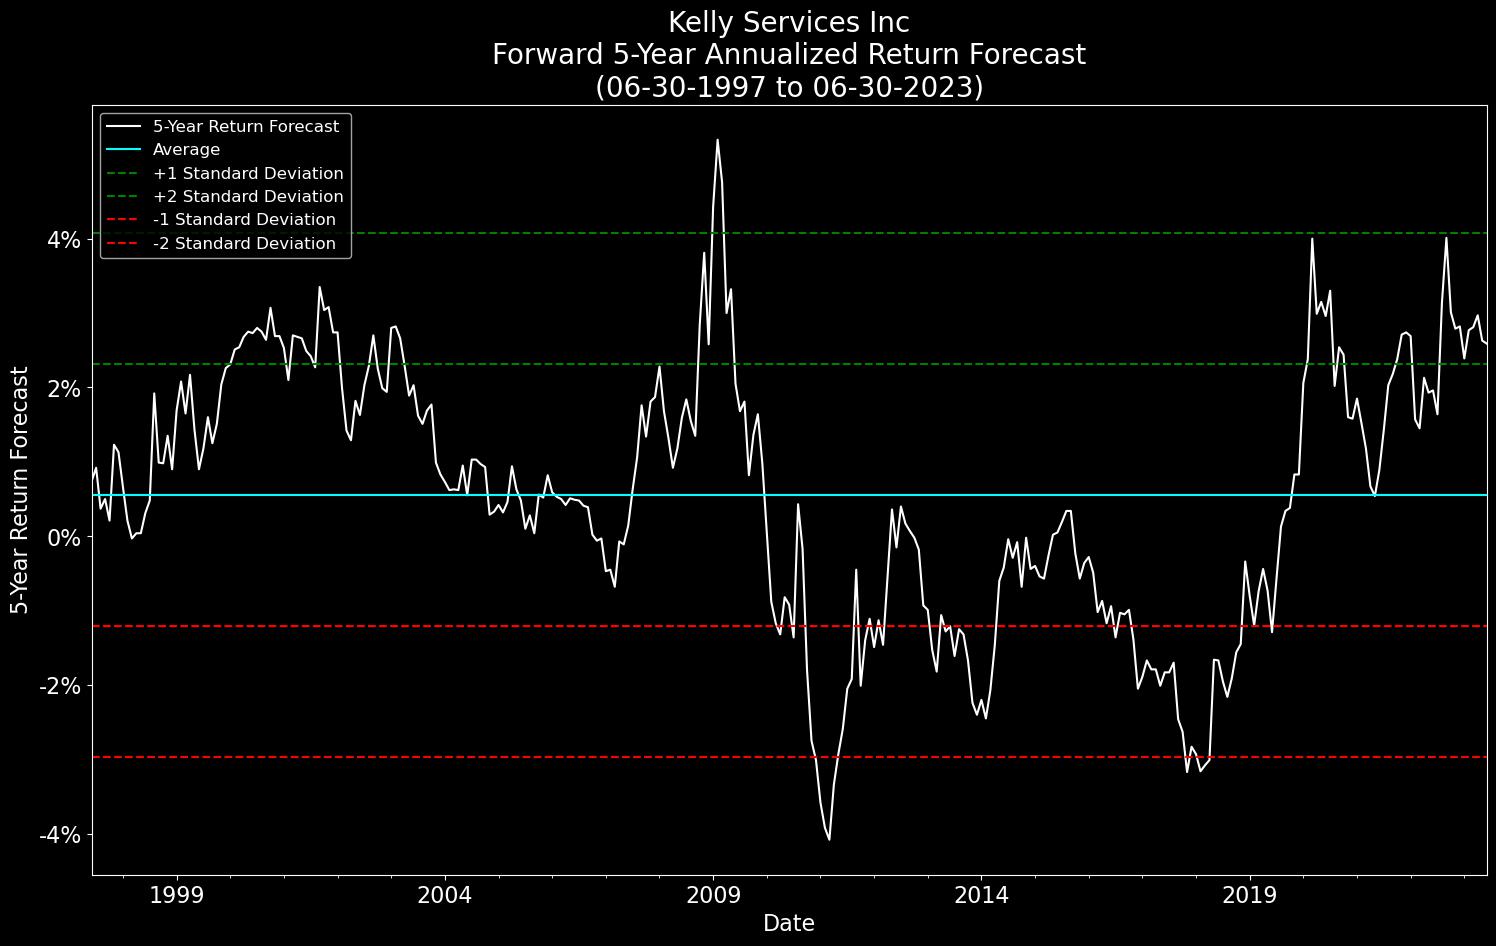 Kelly Services Inc
Forward 5-Year Annualized Return Forecast
(06-30-1997 to 06-30-2023)
5-Year Return Forecast
Average
+1 Standard Deviation
+2 Standard Deviation
-1 Standard Deviation
-2 Standard Deviation
5-Year Return Forecast
4%
2%
0%
-2%
-4%
1999
2004
2009
2014
2019
Date